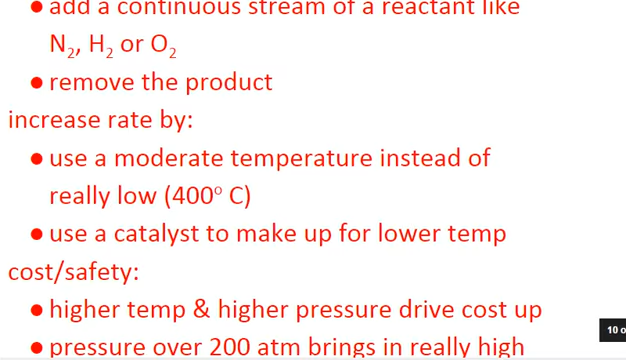 • add a continuous stream of a reactant like
N₂, H₂ or O₂
• remove the product
increase rate by:
• use a moderate temperature instead of
really low (400° C)
• use a catalyst to make up for lower temp
cost/safety:
• higher temp & higher pressure drive cost up
10 o
• pressure over 200 atm brings in really high